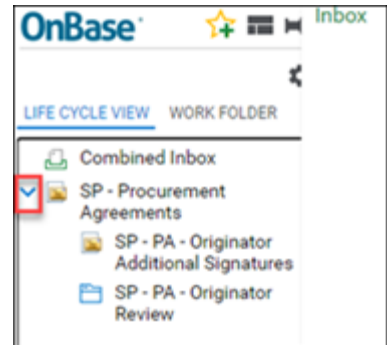 OnBase
Inbox
LIFE CYCLE VIEW WORK FOLDER
Combined Inbox
SP - Procurement
Agreements
SP - PA - Originator
Additional Signatures
SP - PA - Originator
Review